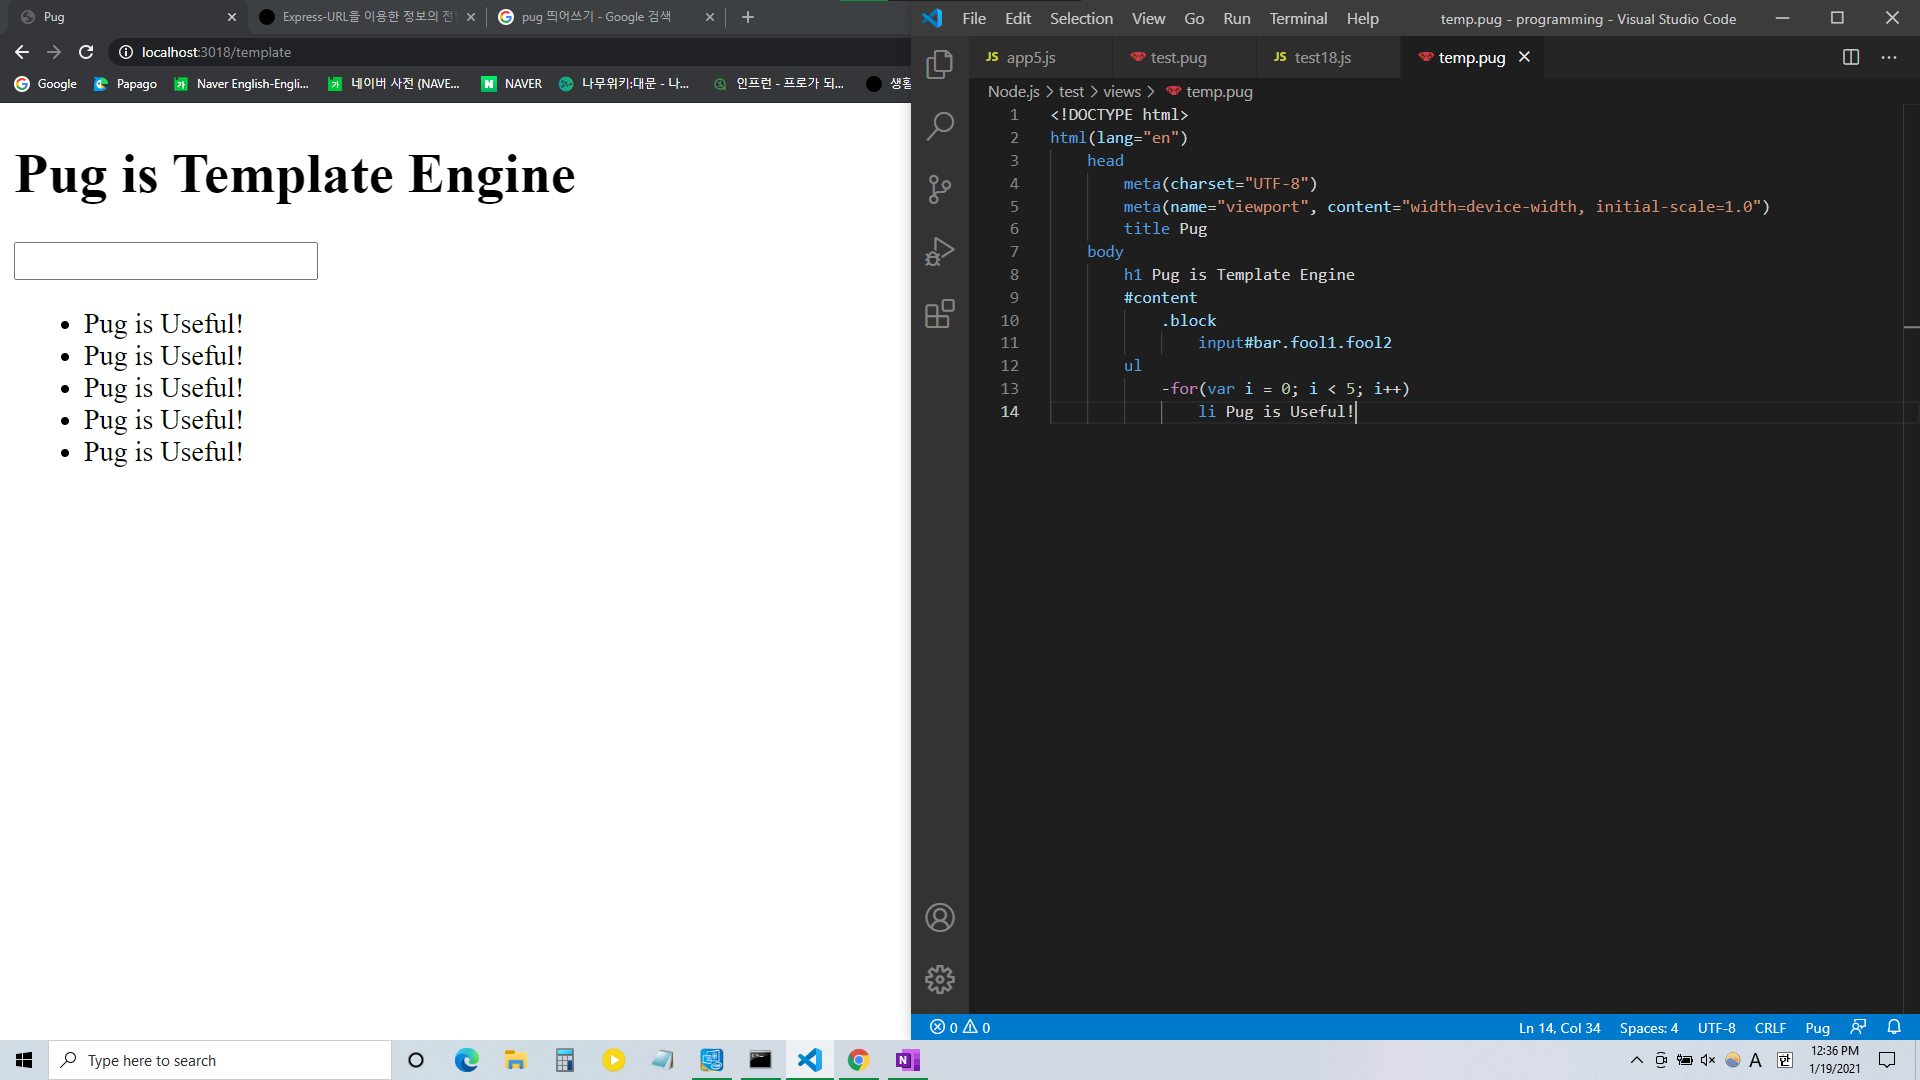 Pug
Express-URL을 이용한 정보의 전
pug 띄어쓰기 - Google 검색
localhost:3018/template
Google
Papago
Naver English-Engli...
네이버 사전 (NAVE...
NAVER
나무위키:대문 - 나...
인프런 - 프로가 되...
생활
Pug is Template Engine
• Pug is Useful!
• Pug is Useful!
• Pug is Useful!
• Pug is Useful!
• Pug is Useful!
File Edit Selection View Go Run Terminal Help
temp.pug - programming - Visual Studio Code
JS app5.js
test.pug
JS test18.js
temp.pug
Node.js > test > views > temp.pug
1 <!DOCTYPE html>
2 html(lang="en")
3 head
4 meta(charset="UTF-8")
5 meta(name="viewport", content="width=device-width, initial-scale=1.0")
6 title Pug
7 body
8 h1 Pug is Template Engine
9 #content
10 .block
11 input#bar.fool1.fool2
12 ul
13 -for(var i = 0; i < 5; i++)
14 li Pug is Useful!
0 0
Ln 14, Col 34 Spaces: 4 UTF-8 CRLF Pug
Type here to search
N
A 한
12:36 PM
1/19/2021